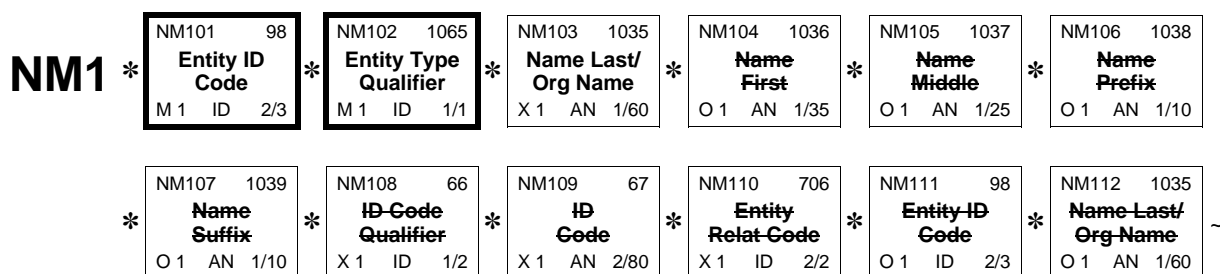 NM101 98 NM102 1065 NM103 1035 NM104 1036 NM105 1037 NM106 1038
NM1 * Entity ID Code * Entity Type Qualifier * Name Last/ Org Name * Name First * Name Middle * Name Prefix
M 1 ID 2/3 M 1 ID 1/1 X 1 AN 1/60 O 1 AN 1/35 O 1 AN 1/25 O 1 AN 1/10
NM107 1039 NM108 66 NM109 67 NM110 706 NM111 98 NM112 1035
* Name Suffix * ID Code Qualifier * ID Code * Entity Relat Code * Entity ID Code * Name Last/ Org Name ~
O 1 AN 1/10 X 1 ID 1/2 X 1 AN 2/80 X 1 ID 2/2 O 1 ID 2/3 O 1 AN 1/60